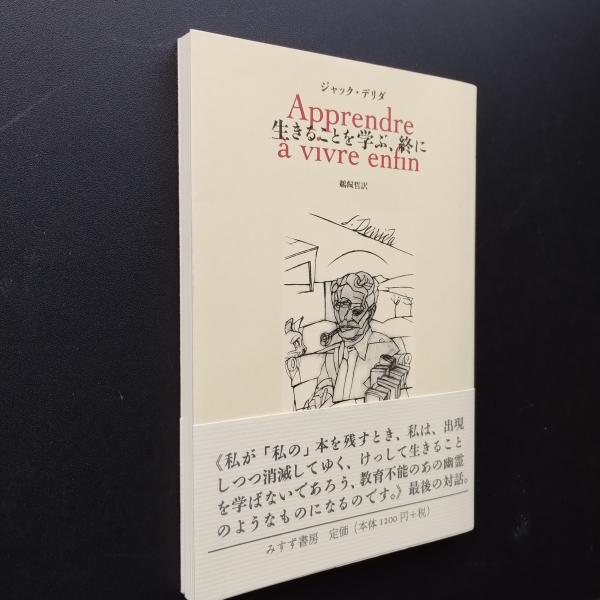 ジャック・デリダ
Apprendre
生きることを学ぶ、終に
à vivre enfin
鵜飼哲訳
J. Derrida
《私が「私の」本を残すとき、私は、出現
しつつ消滅してゆく、けっして生きること
を学ばないであろう、教育不能のあの幽霊
のようなものになるのです。》最後の対話。
みすず書房 定価（本体1200円+税）